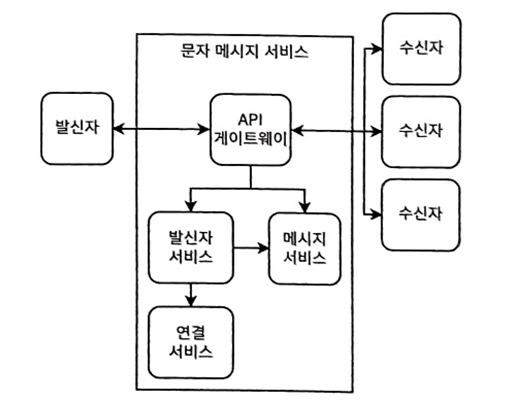 문자 메시지 서비스
발신자
API
게이트웨이
수신자
수신자
수신자
발신자
서비스
메시지
서비스
연결
서비스